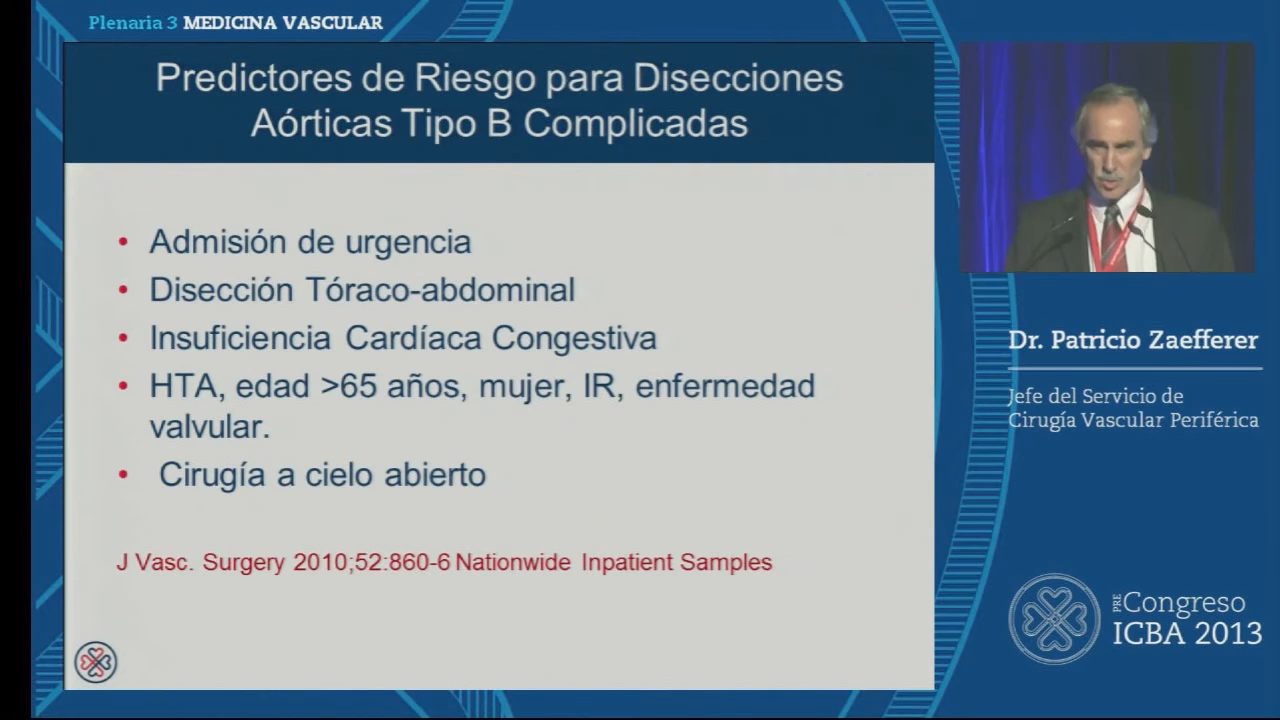 Plenaria 3 MEDICINA VASCULAR
Predictores de Riesgo para Disecciones
Aórticas Tipo B Complicadas
• Admisión de urgencia
• Disección Tóraco-abdominal
• Insuficiencia Cardíaca Congestiva
• HTA, edad >65 años, mujer, IR, enfermedad
valvular.
• Cirugía a cielo abierto
J Vasc. Surgery 2010;52:860-6 Nationwide Inpatient Samples
Dr. Patricio Zaefferer
Jefe del Servicio de
Cirugía Vascular Periférica
PRE Congreso
ICBA 2013